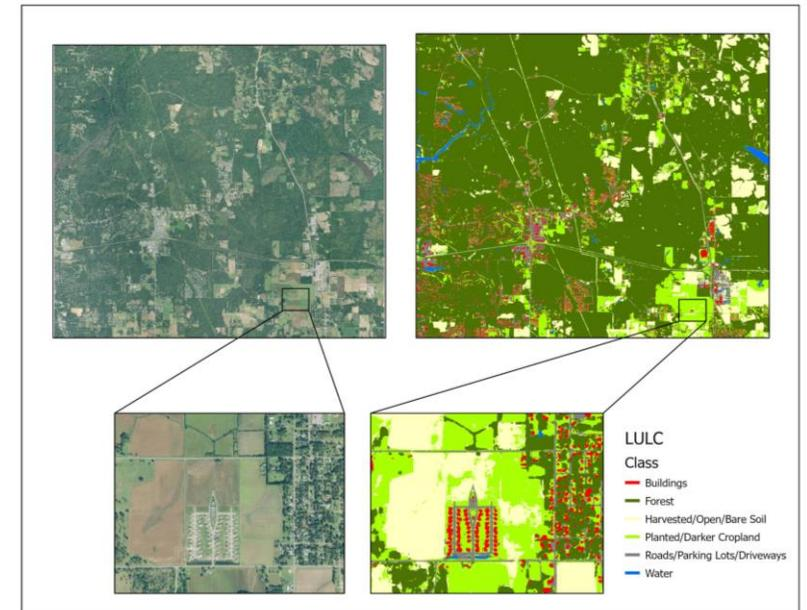 LULC
Class
Buildings
Forest
Harvested/Open/Bare Soil
Planted/Darker Cropland
Roads/Parking Lots/Driveways
Water